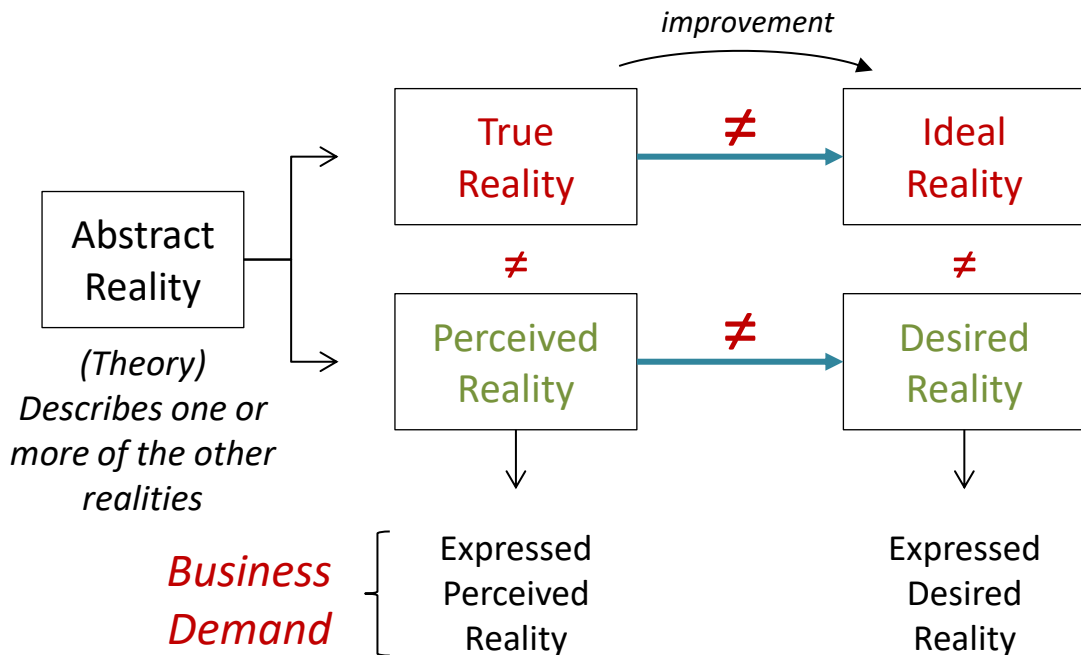 improvement
True
Reality
≠
Ideal
Reality
Abstract
Reality
≠
≠
(Theory)
Describes one or
more of the other
realities
Perceived
Reality
≠
Desired
Reality
Business
Demand
Expressed
Perceived
Reality
Expressed
Desired
Reality